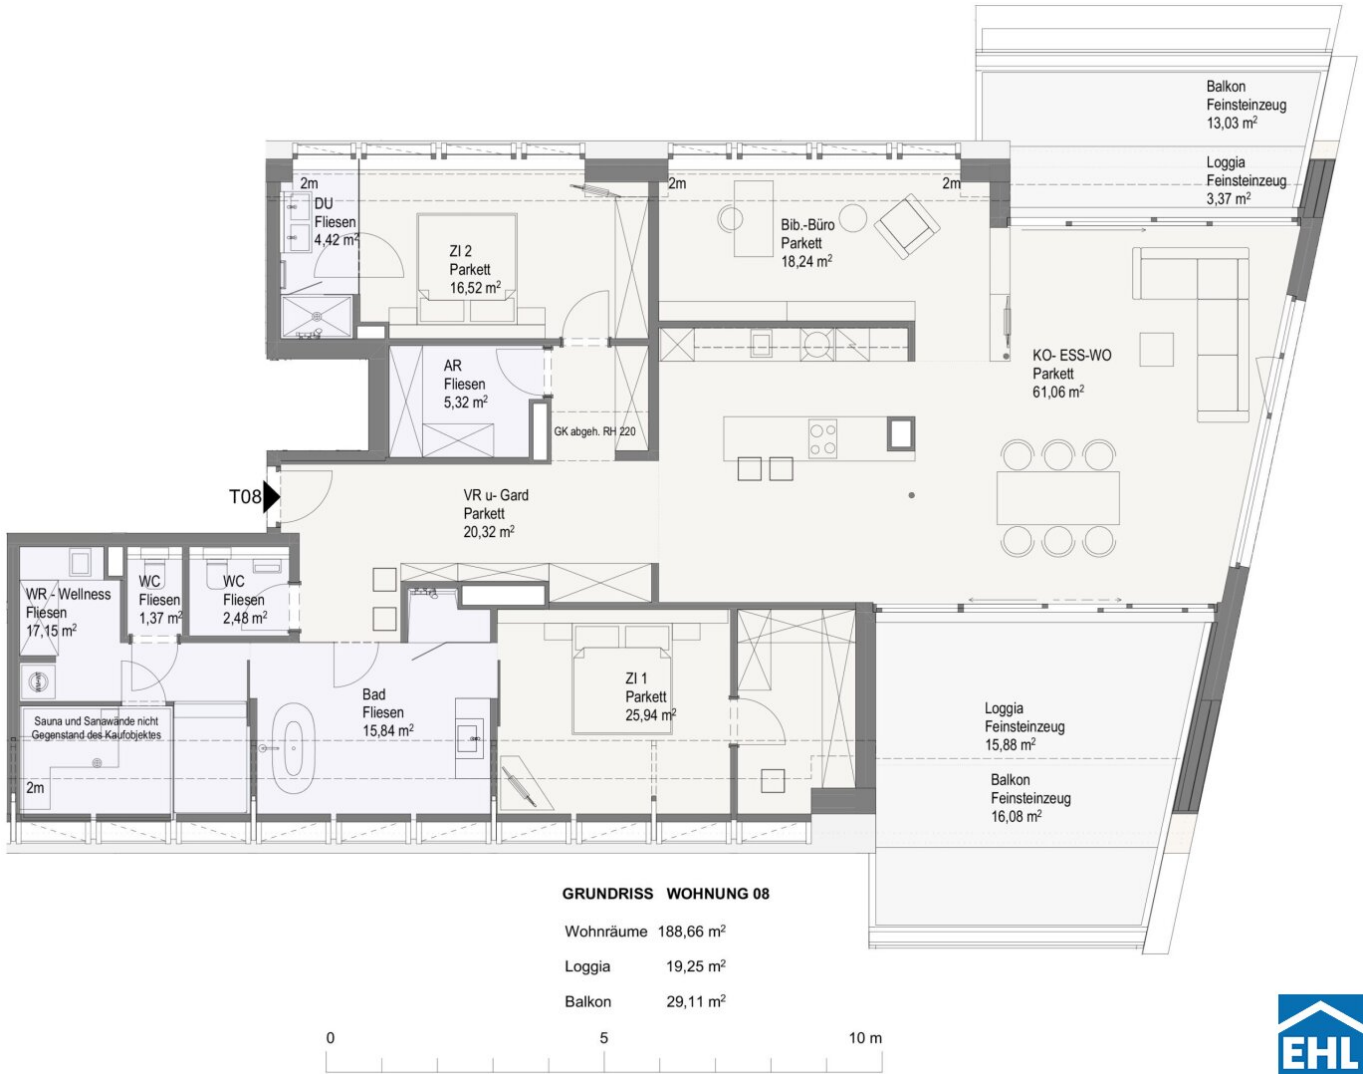 Balkon
Feinsteinzeug
13,03 m²
Loggia
Feinsteinzeug
3,37 m²
2m
DU
Fliesen
4,42 m²
ZI 2
Parkett
16,52 m²
2m
2m
Bib.-Büro
Parkett
18,24 m²
AR
Fliesen
5,32 m²
GK abgeh. RH 220
KO- ESS-WO
Parkett
61,06 m²
T08
VR u- Gard
Parkett
20,32 m²
WR - Wellness
Fliesen
17,15 m²
WC
Fliesen
1,37 m²
WC
Fliesen
2,48 m²
Sauna und Sanawände nicht
Gegenstand des Kaufobjektes
2m
Bad
Fliesen
15,84 m²
ZI 1
Parkett
25,94 m²
Loggia
Feinsteinzeug
15,88 m²
Balkon
Feinsteinzeug
16,08 m²
GRUNDRISS WOHNUNG 08
Wohnräume 188,66 m²
Loggia 19,25 m²
Balkon 29,11 m²
0 5 10 m
EHL